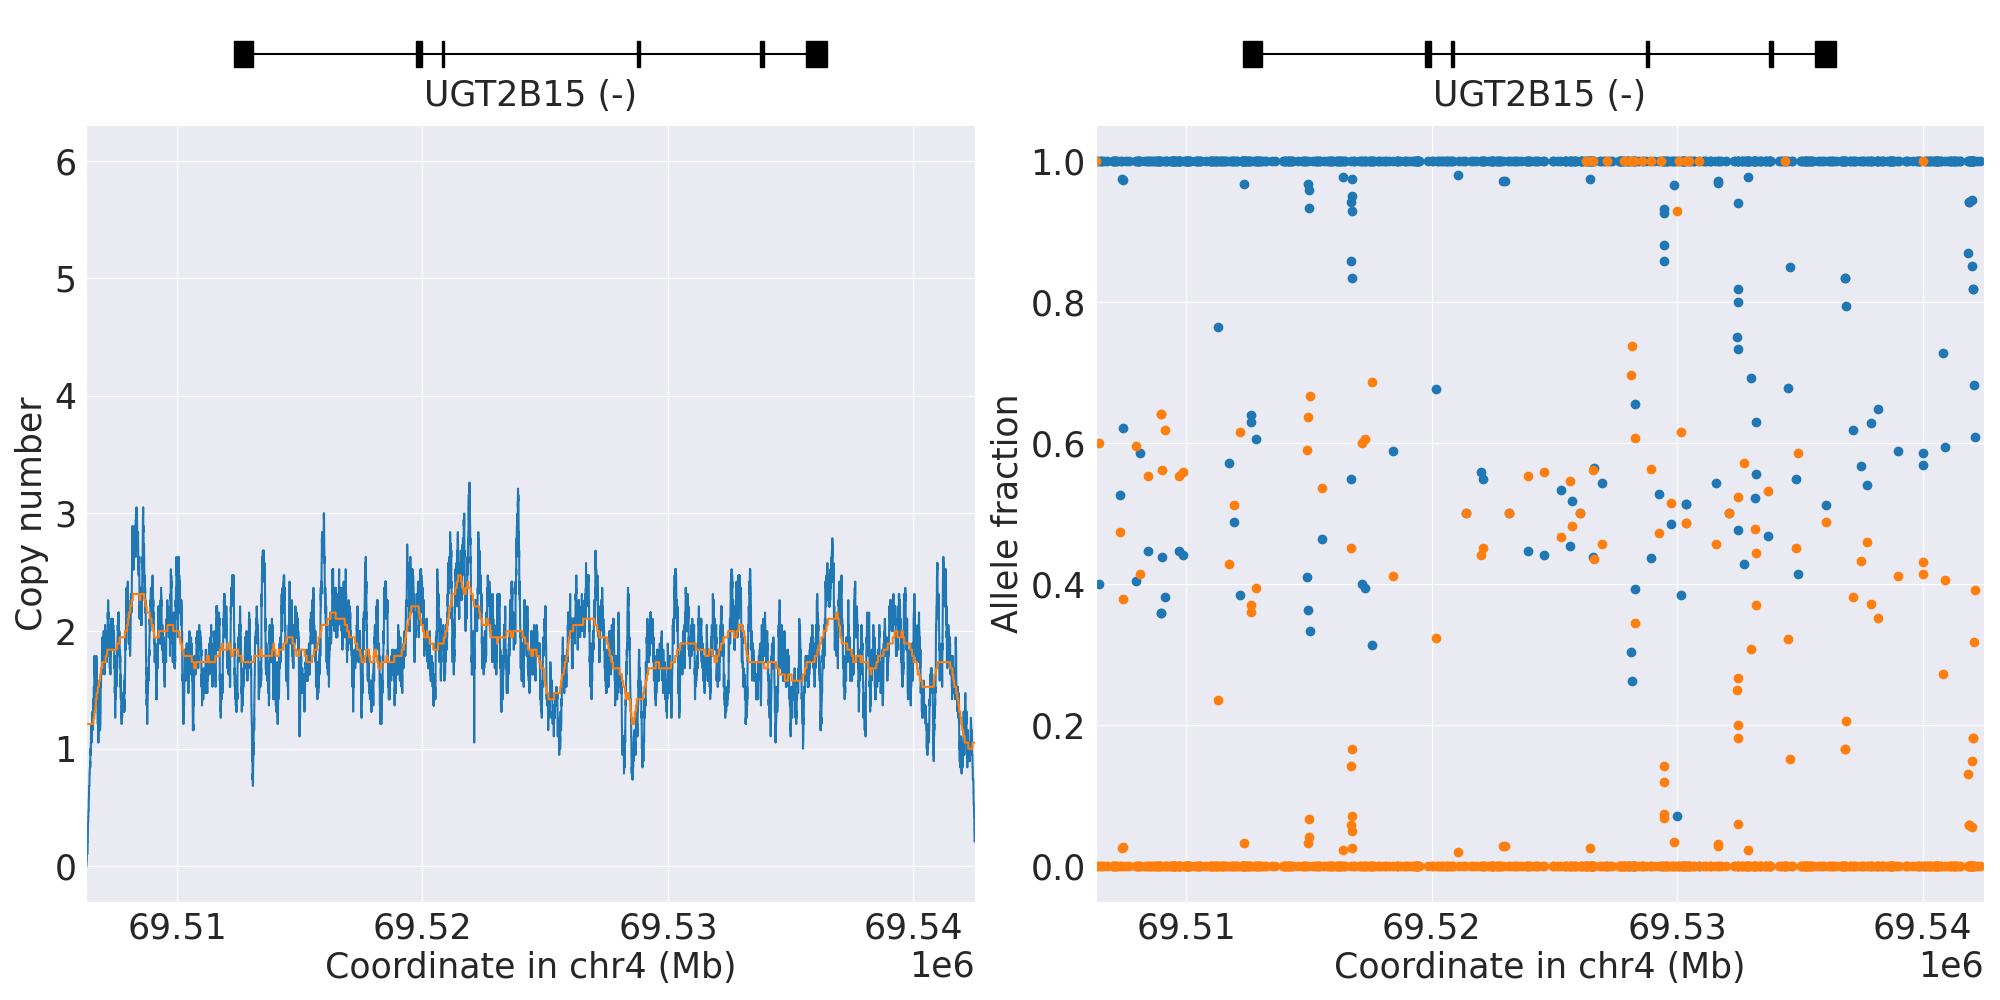 UGT2B15 (-)
Copy number
6
5
4
3
2
1
0
69.51 69.52 69.53 69.54
Coordinate in chr4 (Mb)
1e6
UGT2B15 (-)
Allele fraction
1.0
0.8
0.6
0.4
0.2
0.0
69.51 69.52 69.53 69.54
Coordinate in chr4 (Mb)
1e6